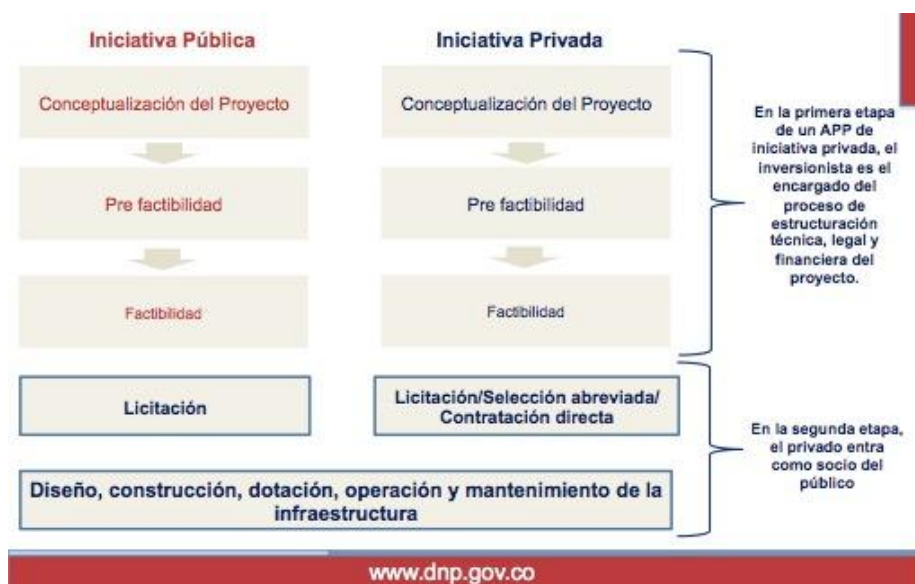 Iniciativa Pública
Iniciativa Privada
Conceptualización del Proyecto
Conceptualización del Proyecto
Pre factibilidad
Pre factibilidad
Factibilidad
Factibilidad
En la primera etapa
de un APP de
iniciativa privada, el
inversionista es el
encargado del
proceso de
estructuración
técnica, legal y
financiera del
proyecto.
Licitación
Licitación/Selección abreviada/
Contratación directa
Diseño, construcción, dotación, operación y mantenimiento de la
infraestructura
En la segunda etapa,
el privado entra
como socio del
público
www.dnp.gov.co